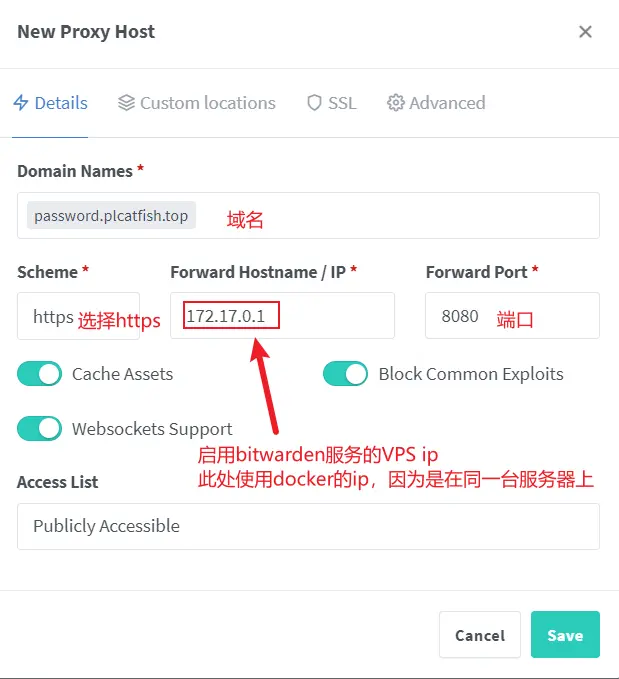 New Proxy Host
Details Custom locations SSL Advanced
Domain Names *
password.plcatfish.top 域名
Scheme * Forward Hostname / IP * Forward Port *
https 选择https 172.17.0.1 8080 端口
Cache Assets Block Common Exploits
Websockets Support
启用bitwarden服务的VPS ip
此处使用docker的ip，因为是在同一台服务器上
Access List
Publicly Accessible
Cancel Save